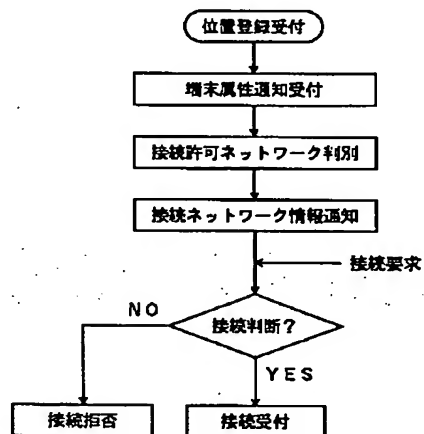 位置登録受付
端末属性通知受付
接続許可ネットワーク判別
接続ネットワーク情報通知
接続要求
接続判断?
NO
YES
接続拒否
接続受付